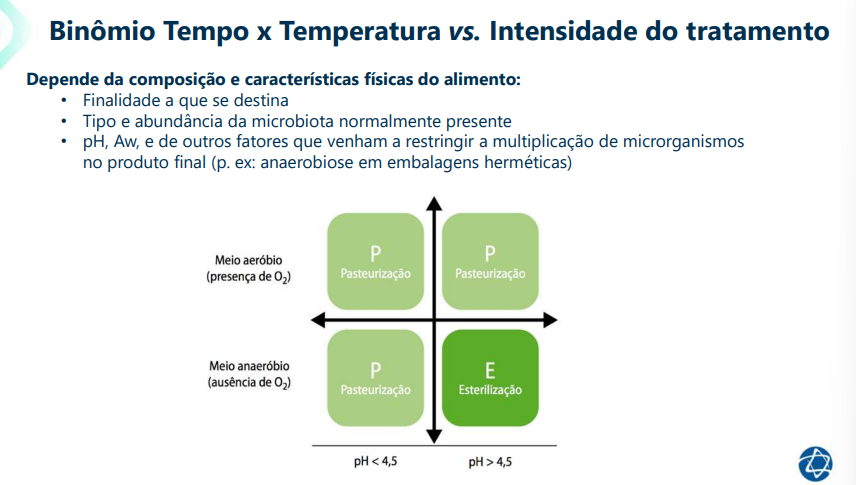 Binômio Tempo x Temperatura vs. Intensidade do tratamento
Depende da composição e características físicas do alimento:
• Finalidade a que se destina
• Tipo e abundância da microbiota normalmente presente
• pH, Aw, e de outros fatores que venham a restringir a multiplicação de microrganismos
no produto final (p. ex: anaerobiose em embalagens herméticas)
Meio aeróbio
(presença de O₂)
P
Pasteurização
P
Pasteurização
Meio anaeróbio
(ausência de O₂)
P
Pasteurização
E
Esterilização
pH < 4,5
pH > 4,5